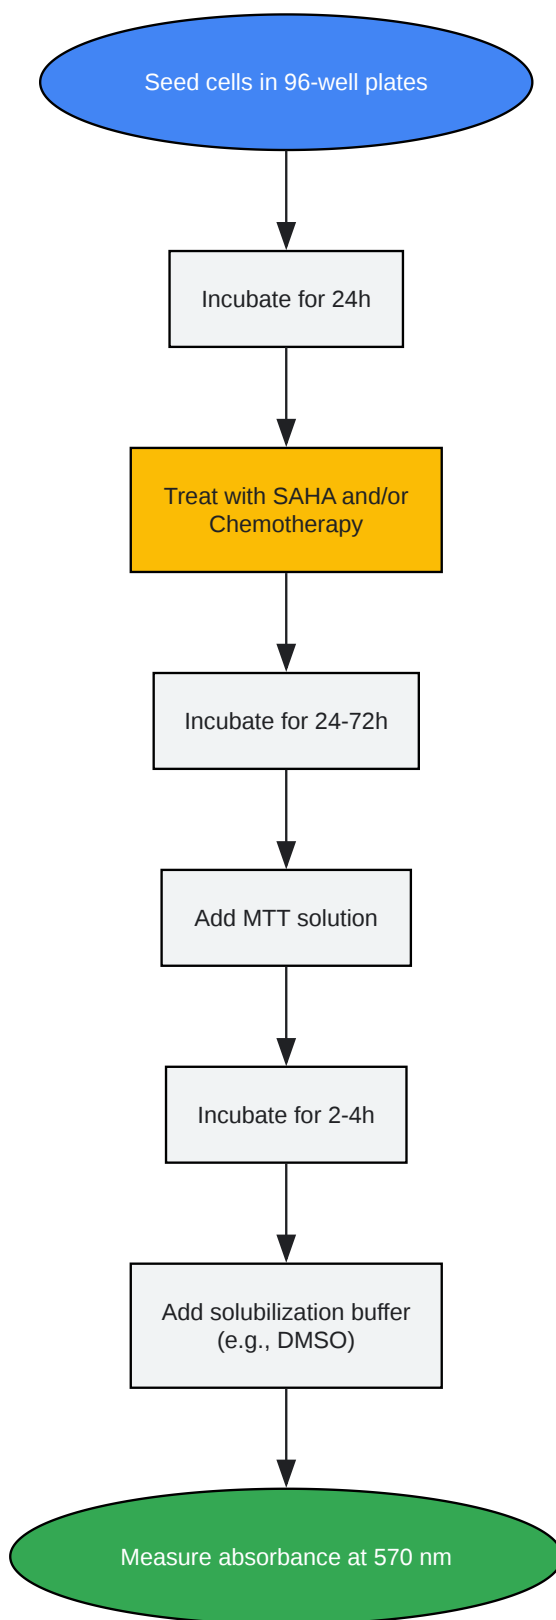 Seed cells in 96-well plates
Incubate for 24h
Treat with SAHA and/or
Chemotherapy
Incubate for 24-72h
Add MTT solution
Incubate for 2-4h
Add solubilization buffer
(e.g., DMSO)
Measure absorbance at 570 nm